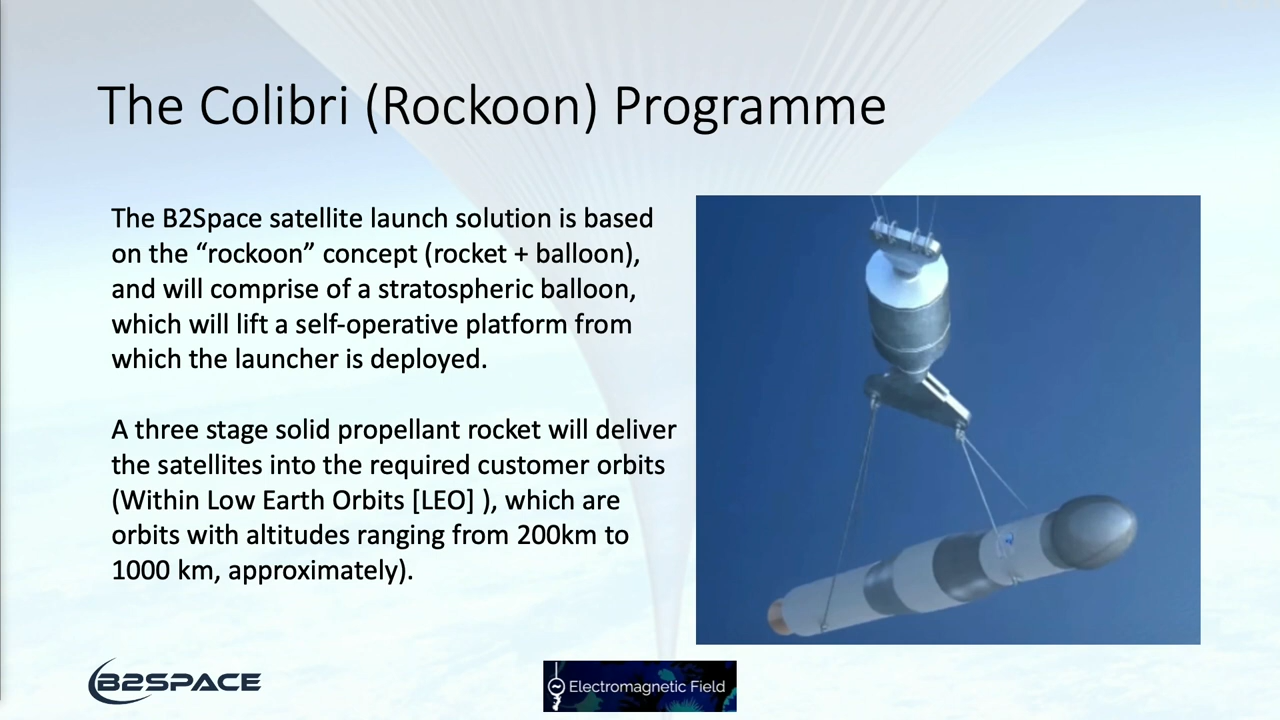 The Colibri (Rockoon) Programme
The B2Space satellite launch solution is based
on the “rockoon” concept (rocket + balloon),
and will comprise of a stratospheric balloon,
which will lift a self-operative platform from
which the launcher is deployed.
A three stage solid propellant rocket will deliver
the satellites into the required customer orbits
(Within Low Earth Orbits [LEO] ), which are
orbits with altitudes ranging from 200km to
1000 km, approximately).
B2SPACE
Electromagnetic Field